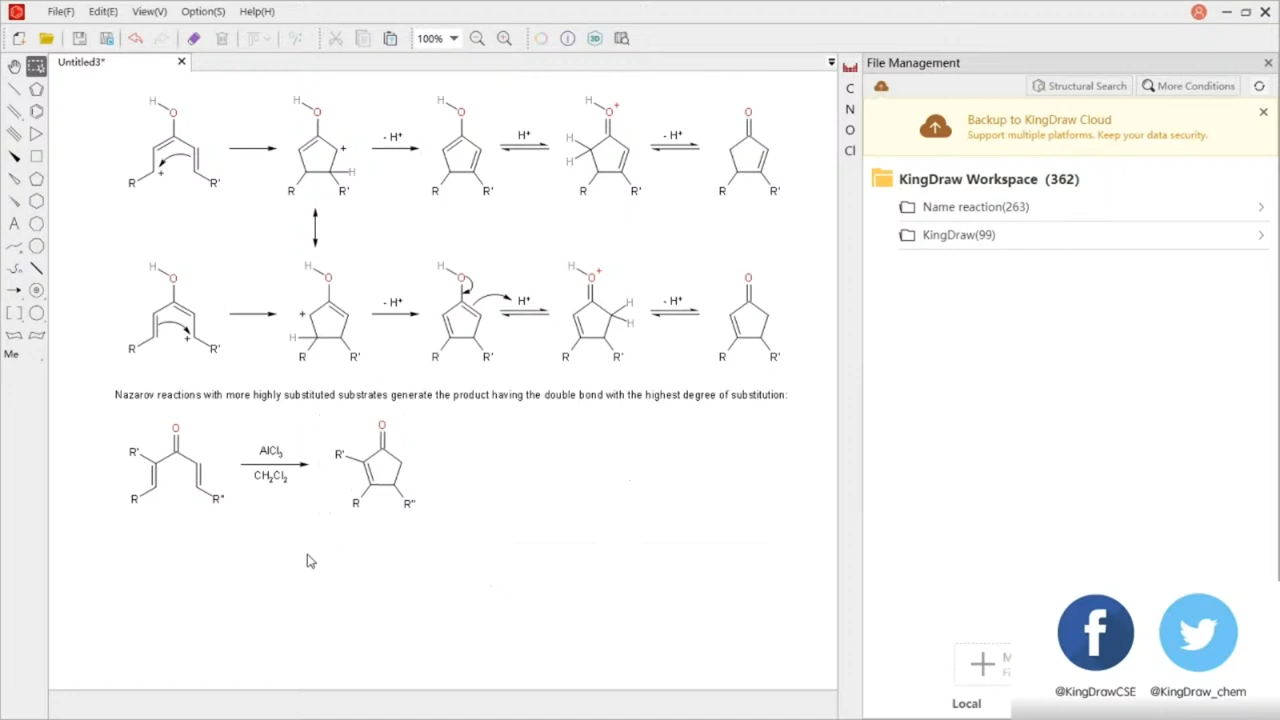 File(F) Edit(E) View(V) Option(S) Help(H)
100%
Untitled3*
File Management
Structural Search More Conditions
Backup to KingDraw Cloud
Support multiple platforms. Keep your data security.
KingDraw Workspace (362)
Name reaction(263)
KingDraw(99)
C
N
O
Cl
A
Me
H O H O H O H O+ O
- H+ H+ - H+
+ + H H H
R R' R R' R R' R R' R R'
H O H O H O H O+ O
- H+ H+ - H+
+ + H H H
R R' R R' R R' R R' R R'
Nazarov reactions with more highly substituted substrates generate the product having the double bond with the highest degree of substitution:
O O
R' AlCl3 R'
CH2Cl2
R R'' R R''
Local
@KingDrawCSE @KingDraw_chem